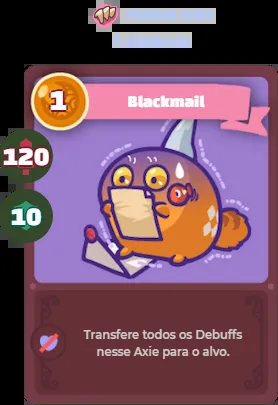 1
Blackmail
120
10
Transfere todos os Debuffs
nesse Axie para o alvo.